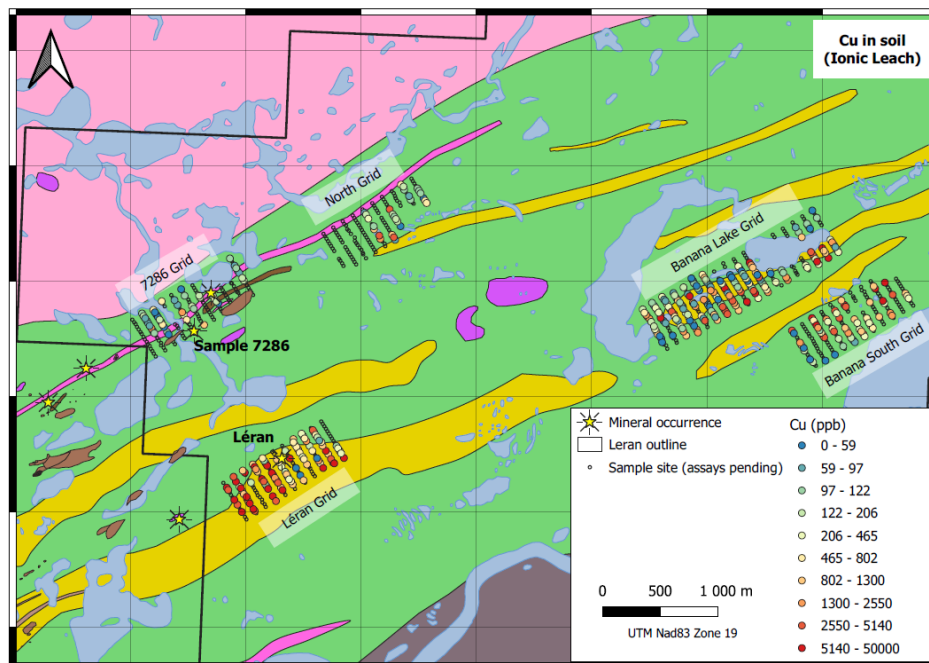 Cu in soil
(Ionic Leach)
North Grid
7286 Grid
Banana Lake Grid
Sample 7286
Banana South Grid
Léran
Léran Grid
Mineral occurrence
Leran outline
Sample site (assays pending)
Cu (ppb)
0 - 59
59 - 97
97 - 122
122 - 206
206 - 465
465 - 802
802 - 1300
1300 - 2550
2550 - 5140
5140 - 50000
0 500 1 000 m
UTM Nad83 Zone 19